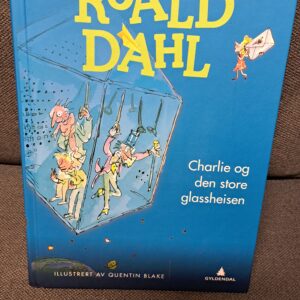 ROALD
DAHL
Charlie og
den store
glassheisen
ILLUSTRERT AV QUENTIN BLAKE
GYLDENDAL